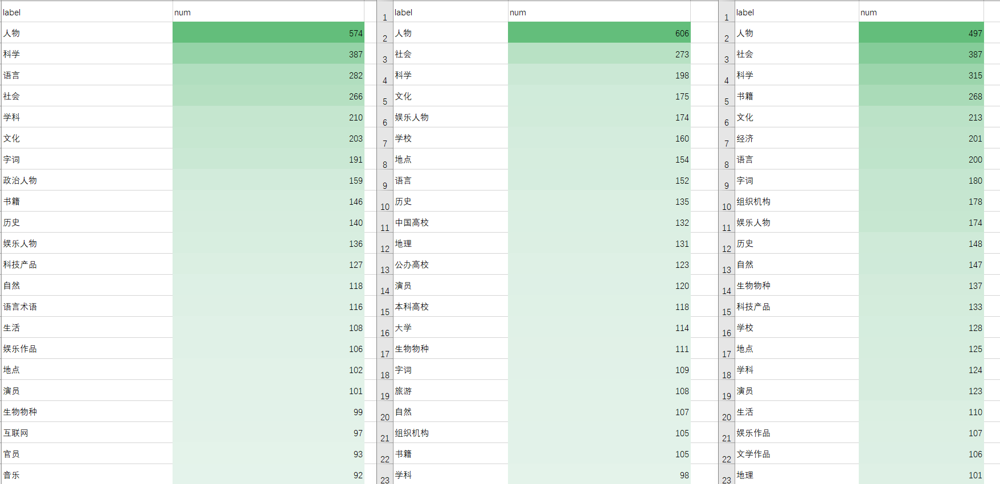 label num 1 label num 1 label num
人物 574 2 人物 606 2 人物 497
科学 387 3 社会 273 3 社会 387
语言 282 4 科学 198 4 科学 315
社会 266 5 文化 175 5 书籍 268
学科 210 6 娱乐人物 174 6 文化 213
文化 203 7 学校 160 7 经济 201
字词 191 8 地点 154 8 语言 200
政治人物 159 9 语言 152 9 字词 180
书籍 146 10 历史 135 10 组织机构 178
历史 140 11 中国高校 132 11 娱乐人物 174
娱乐人物 136 12 地理 131 12 历史 148
科技产品 127 13 公办高校 123 13 自然 147
自然 118 14 演员 120 14 生物物种 137
语言术语 116 15 本科高校 118 15 科技产品 133
生活 108 16 大学 114 16 学校 128
娱乐作品 106 17 生物物种 111 17 地点 125
地点 102 18 字词 109 18 学科 124
演员 101 19 旅游 108 19 演员 123
生物物种 99 20 自然 107 20 生活 110
互联网 97 21 组织机构 105 21 娱乐作品 107
官员 93 22 书籍 105 22 文学作品 106
音乐 92 23 学科 98 23 地理 101